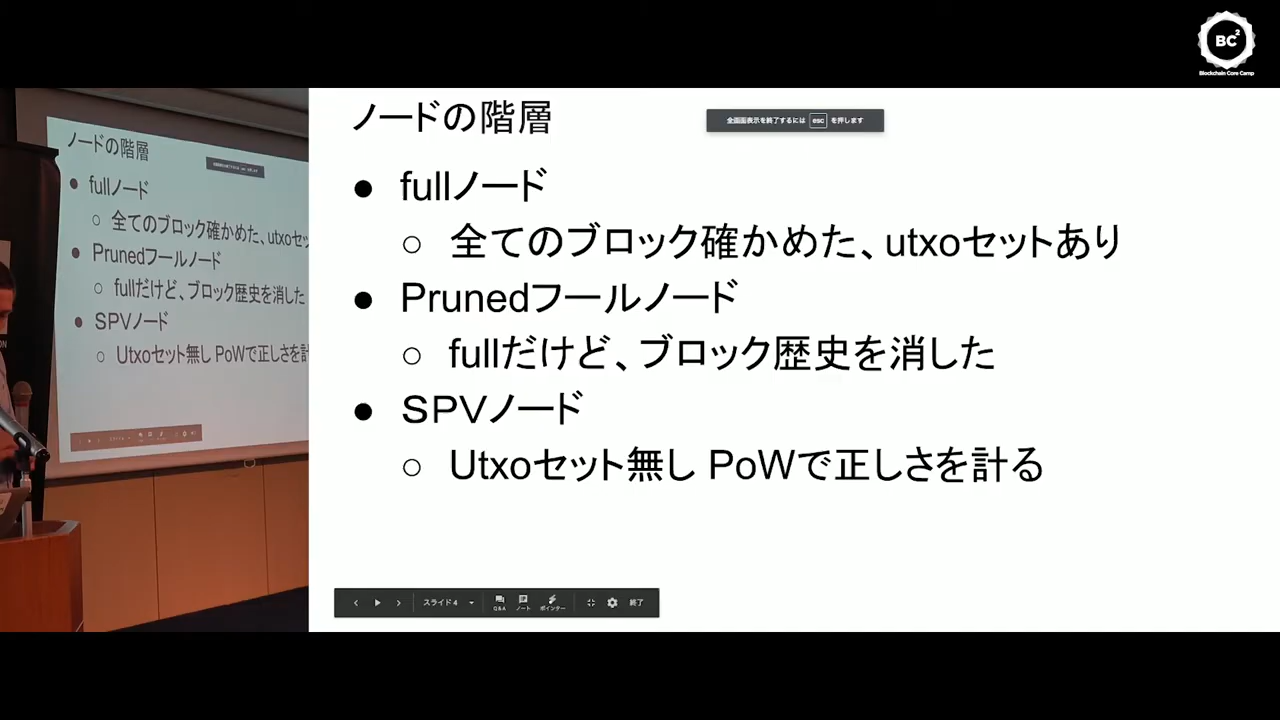 BC2
Blockchain Core Camp
ノードの階層
fullノード
全てのブロック確かめた、utxoセ
Prunedフールノード
fullだけど、ブロック歴史を消した
SPVノード
Utxoセット無し PoWで正しさを計
ノードの階層
全画面表示を終了するには esc を押します
● fullノード
○ 全てのブロック確かめた、utxoセットあり
● Prunedフールノード
○ fullだけど、ブロック歴史を消した
● SPVノード
○ Utxoセット無し PoWで正しさを計る
スライド 4
Q&A ノート ポインター 終了